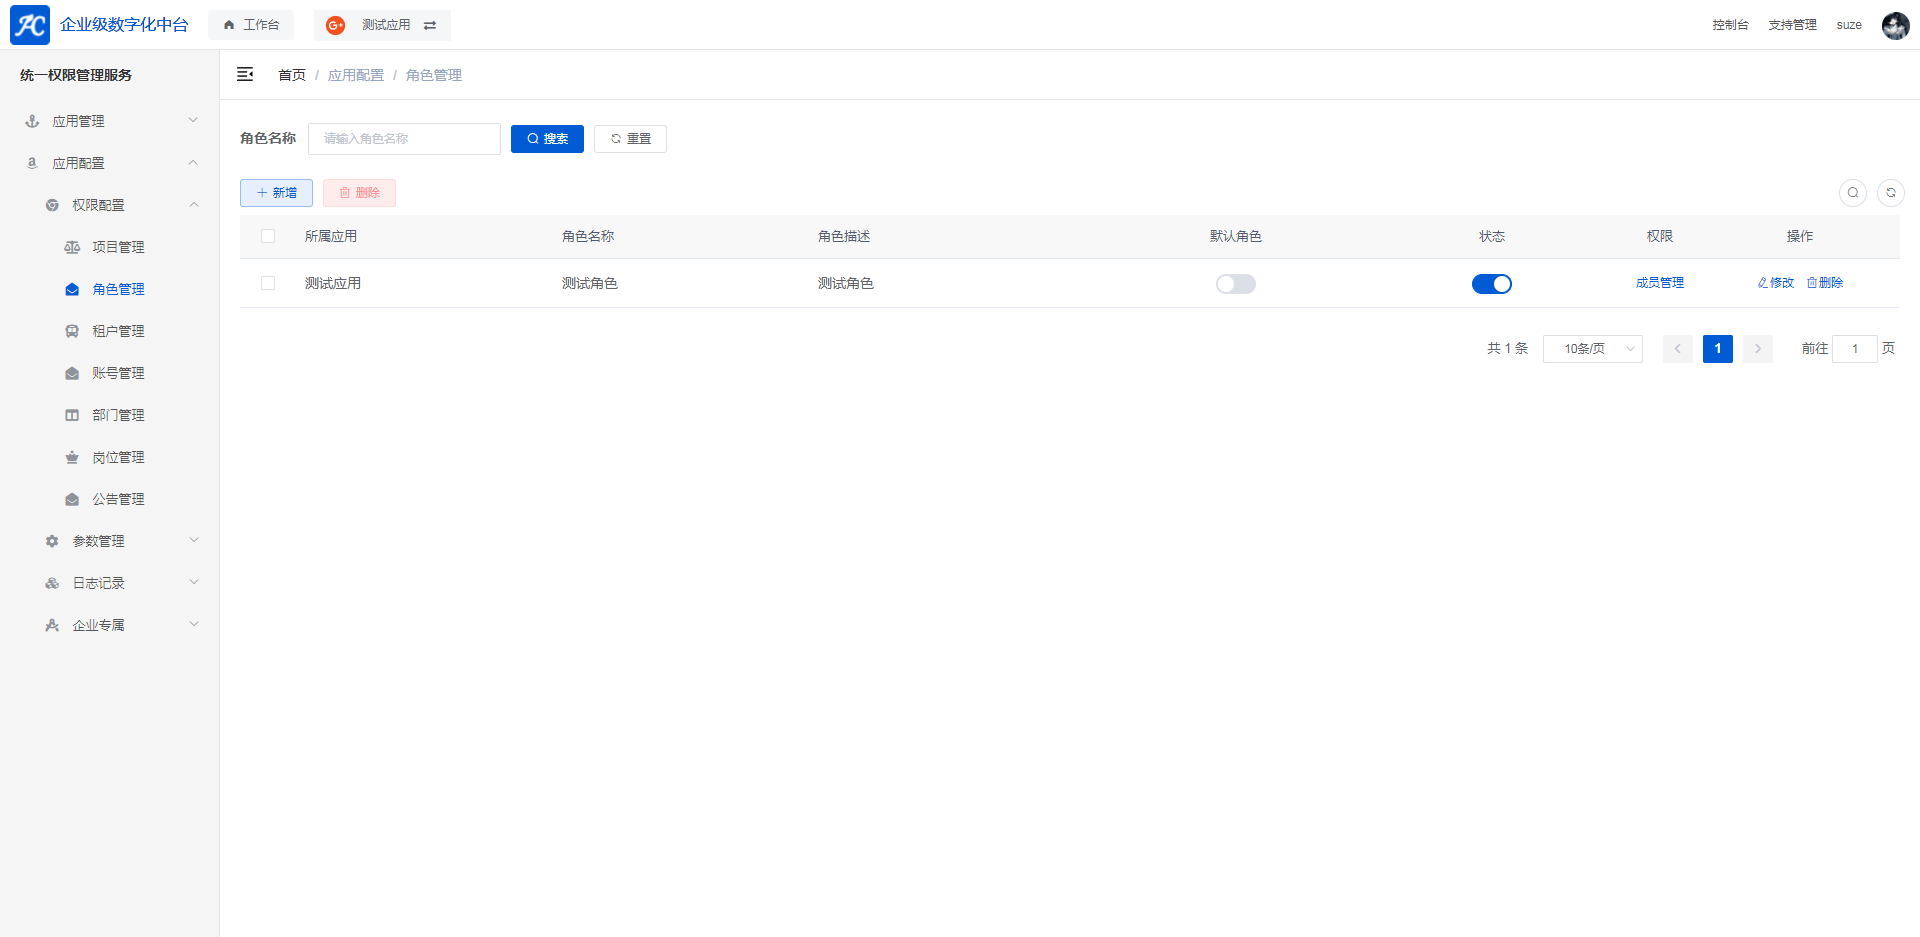 企业级数字化中台
工作台
测试应用
控制台
支持管理
suze
统一权限管理服务
应用管理
应用配置
权限配置
项目管理
角色管理
租户管理
账号管理
部门管理
岗位管理
公告管理
参数管理
日志记录
企业专属
首页 / 应用配置 / 角色管理
角色名称 请输入角色名称 搜索 重置
新增 删除
所属应用 角色名称 角色描述 默认角色 状态 权限 操作
测试应用 测试角色 测试角色 成员管理 修改 删除
共 1 条 10条/页 1 前往 1 页